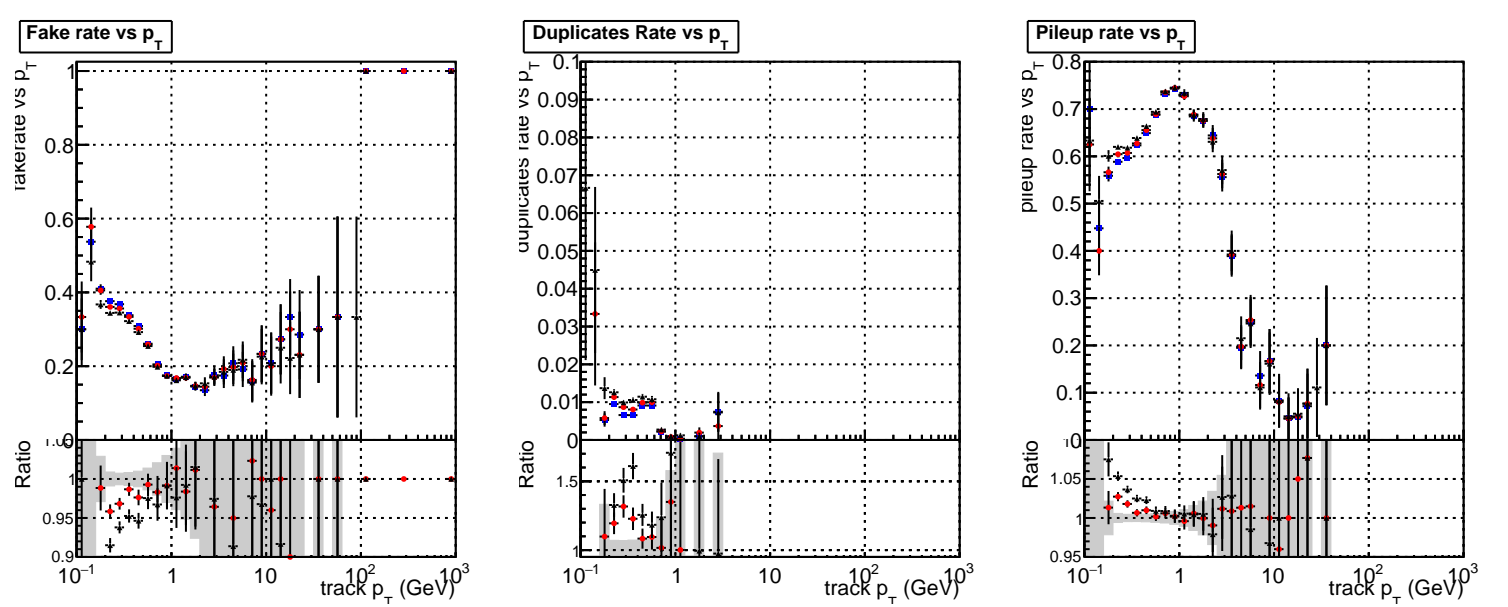 Fake rate vs p_T
fakerate vs p_T
1
0.8
0.6
0.4
0.2
0
Ratio
1
0.95
0.9
10^−1 1 10 10^2 10^3
track p_T (GeV)
Duplicates Rate vs p_T
duplicates rate vs p_T
0.1
0.09
0.08
0.07
0.06
0.05
0.04
0.03
0.02
0.01
0
Ratio
1.5
1
10^−1 1 10 10^2 10^3
track p_T (GeV)
Pileup rate vs p_T
pileup rate vs p_T
0.8
0.7
0.6
0.5
0.4
0.3
0.2
0.1
Ratio
1.05
1
0.95
10^−1 1 10 10^2 10^3
track p_T (GeV)